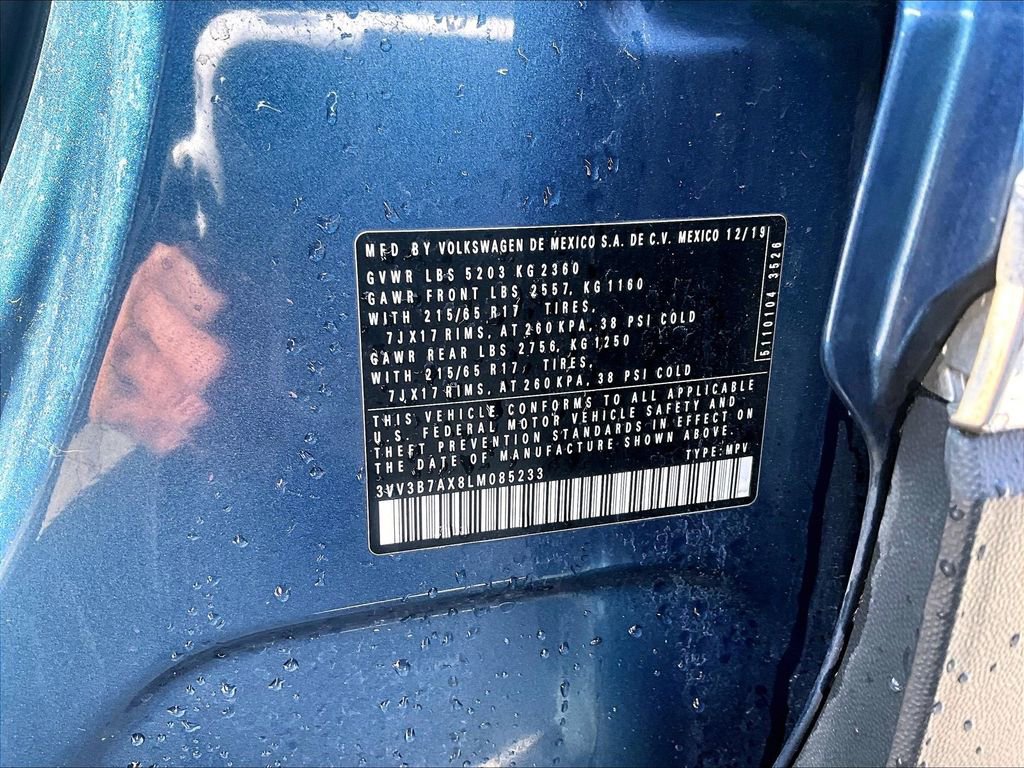 MFD. BY VOLKSWAGEN DE MEXICO S.A. DE C.V. MEXICO 12/19
GVWR LBS 5203 KG 2360
GAWR FRONT LBS 2557, KG 1160
WITH 215/65 R17 TIRES,
7JX17 RIMS, AT 260 KPA, 38 PSI COLD
GAWR REAR LBS 2756, KG 1250
WITH 215/65 R17, TIRES,
7JX17 RIMS, AT 260 KPA, 38 PSI COLD
5110104 3526
THIS VEHICLE CONFORMS TO ALL APPLICABLE
U.S. FEDERAL MOTOR VEHICLE SAFETY AND
THEFT PREVENTION STANDARDS IN EFFECT ON
THE DATE OF MANUFACTURE SHOWN ABOVE.
TYPE: MPV
3VV3B7AX8LM085233